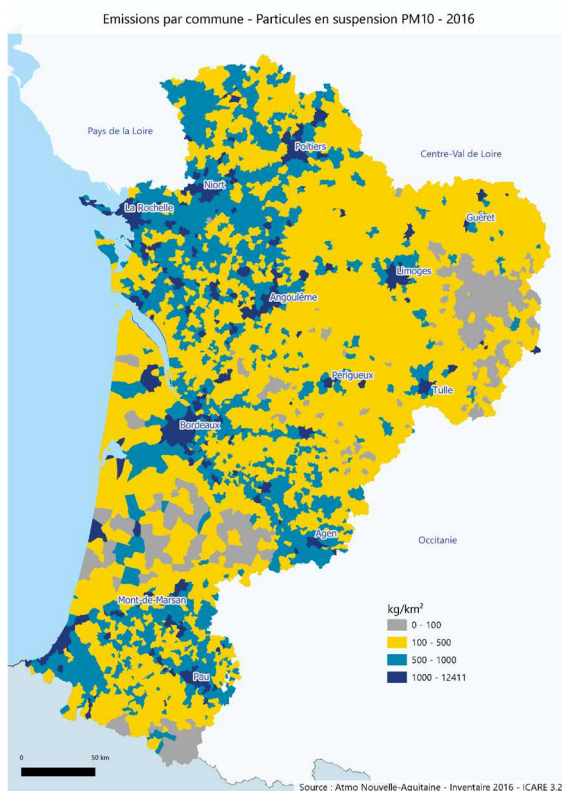 Emissions par commune - Particules en suspension PM10 - 2016
Pays de la Loire
Poitiers
Centre-Val de Loire
Niort
La Rochelle
Guéret
Limoges
Angoulême
Périgueux
Tulle
Bordeaux
Agen
Occitanie
Mont-de-Marsan
kg/km²
0 - 100
100 - 500
500 - 1000
1000 - 12411
Pau
0 50 km
Source : Atmo Nouvelle-Aquitaine - Inventaire 2016 - ICARE 3.2